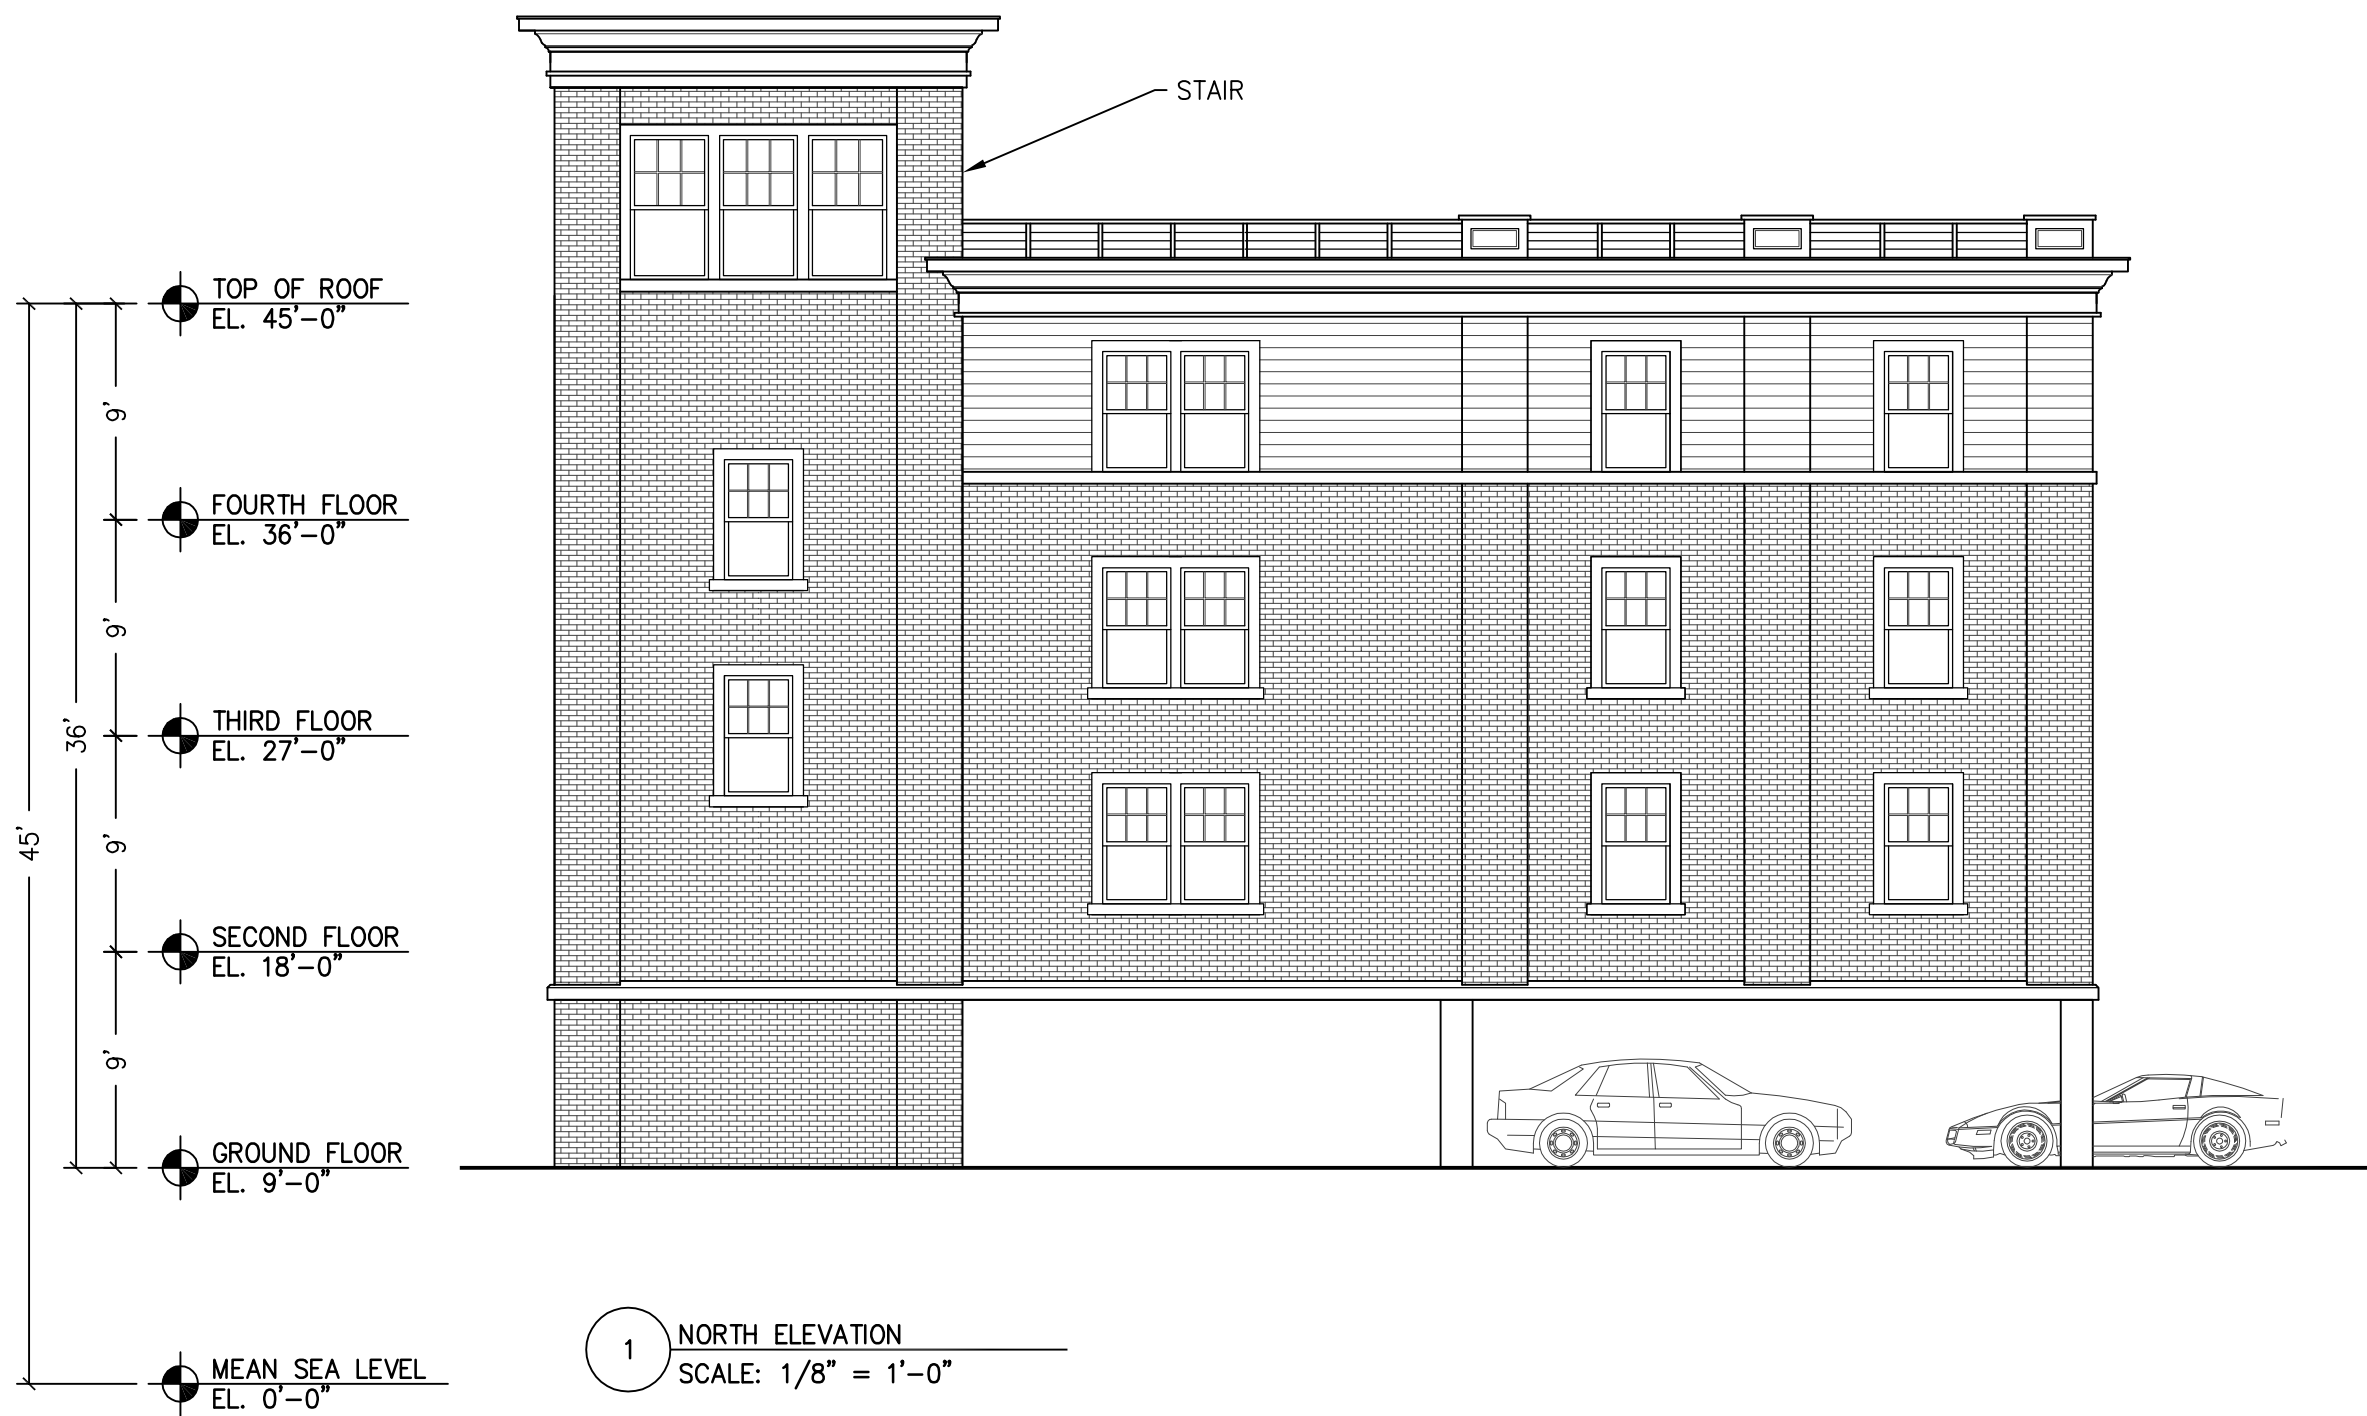 STAIR
TOP OF ROOF
EL. 45'-0"
9'
FOURTH FLOOR
EL. 36'-0"
9'
THIRD FLOOR
EL. 27'-0"
36'
9'
45'
SECOND FLOOR
EL. 18'-0"
9'
GROUND FLOOR
EL. 9'-0"
MEAN SEA LEVEL
EL. 0'-0"
1
NORTH ELEVATION
SCALE: 1/8" = 1'-0"